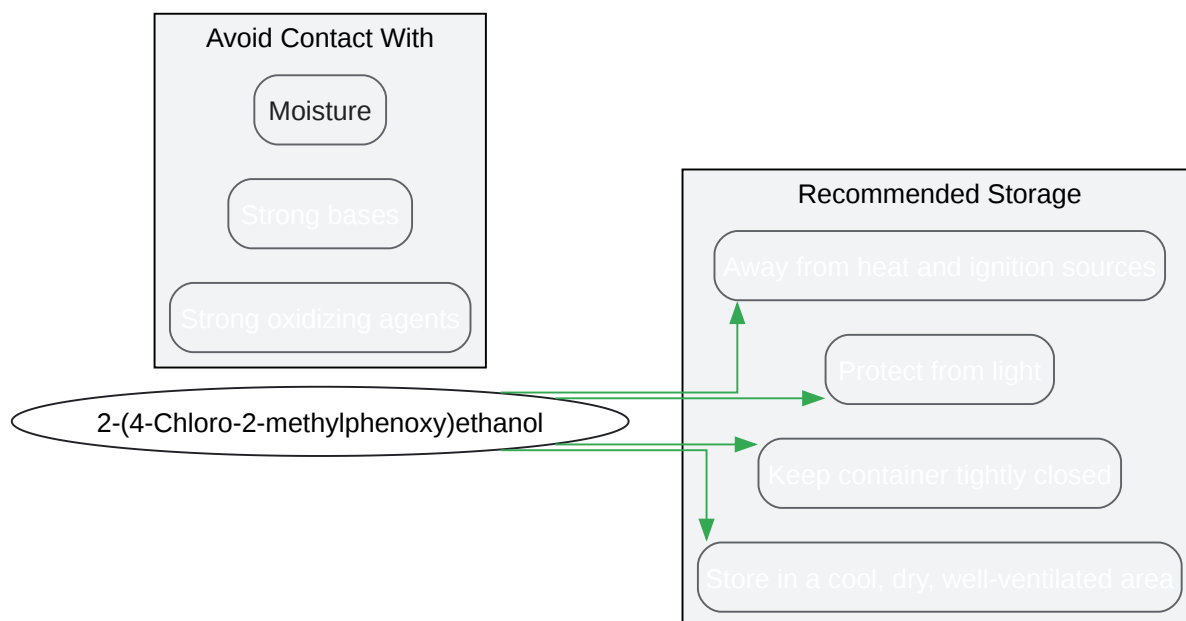 Avoid Contact With
Moisture
Strong bases
Strong oxidizing agents
2-(4-Chloro-2-methylphenoxy)ethanol
Recommended Storage
Away from heat and ignition sources
Protect from light
Keep container tightly closed
Store in a cool, dry, well-ventilated area